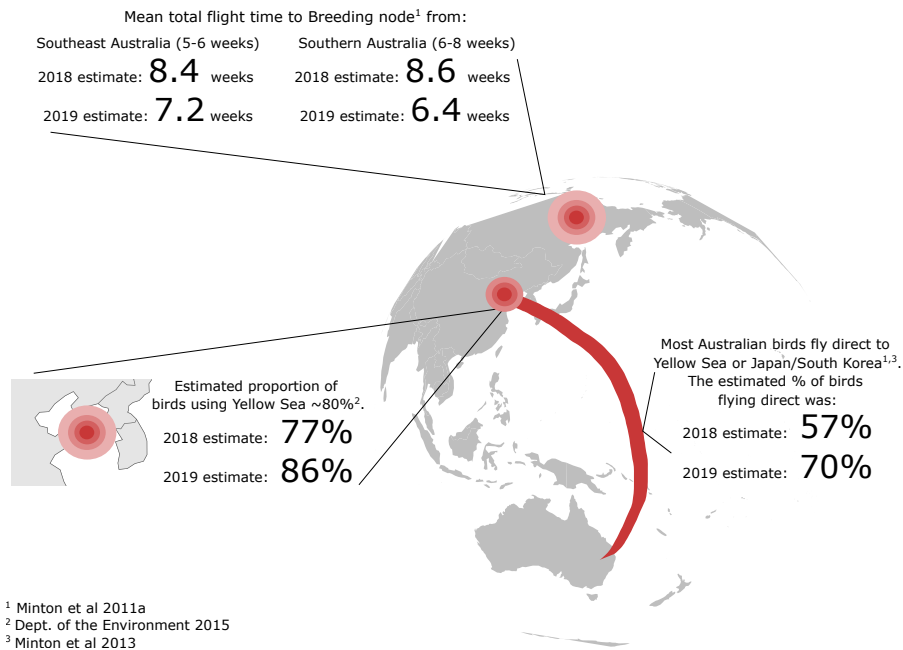 Mean total flight time to Breeding node¹ from:
Southeast Australia (5-6 weeks)
2018 estimate: 8.4 weeks
2019 estimate: 7.2 weeks
Southern Australia (6-8 weeks)
2018 estimate: 8.6 weeks
2019 estimate: 6.4 weeks
Most Australian birds fly direct to
Yellow Sea or Japan/South Korea¹,³.
The estimated % of birds
flying direct was:
2018 estimate: 57%
2019 estimate: 70%
Estimated proportion of
birds using Yellow Sea ~80%².
2018 estimate: 77%
2019 estimate: 86%
¹ Minton et al 2011a
² Dept. of the Environment 2015
³ Minton et al 2013